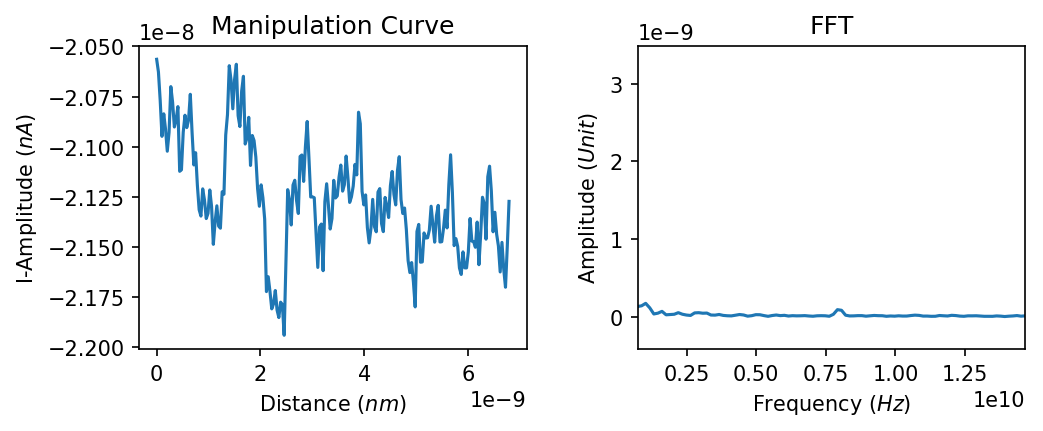 Manipulation Curve
1e−8
−2.050
−2.075
−2.100
−2.125
−2.150
−2.175
−2.200
I-Amplitude (nA)
0 2 4 6
1e−9
Distance (nm)
FFT
1e−9
3
2
1
0
Amplitude (Unit)
0.25 0.50 0.75 1.00 1.25
1e10
Frequency (Hz)